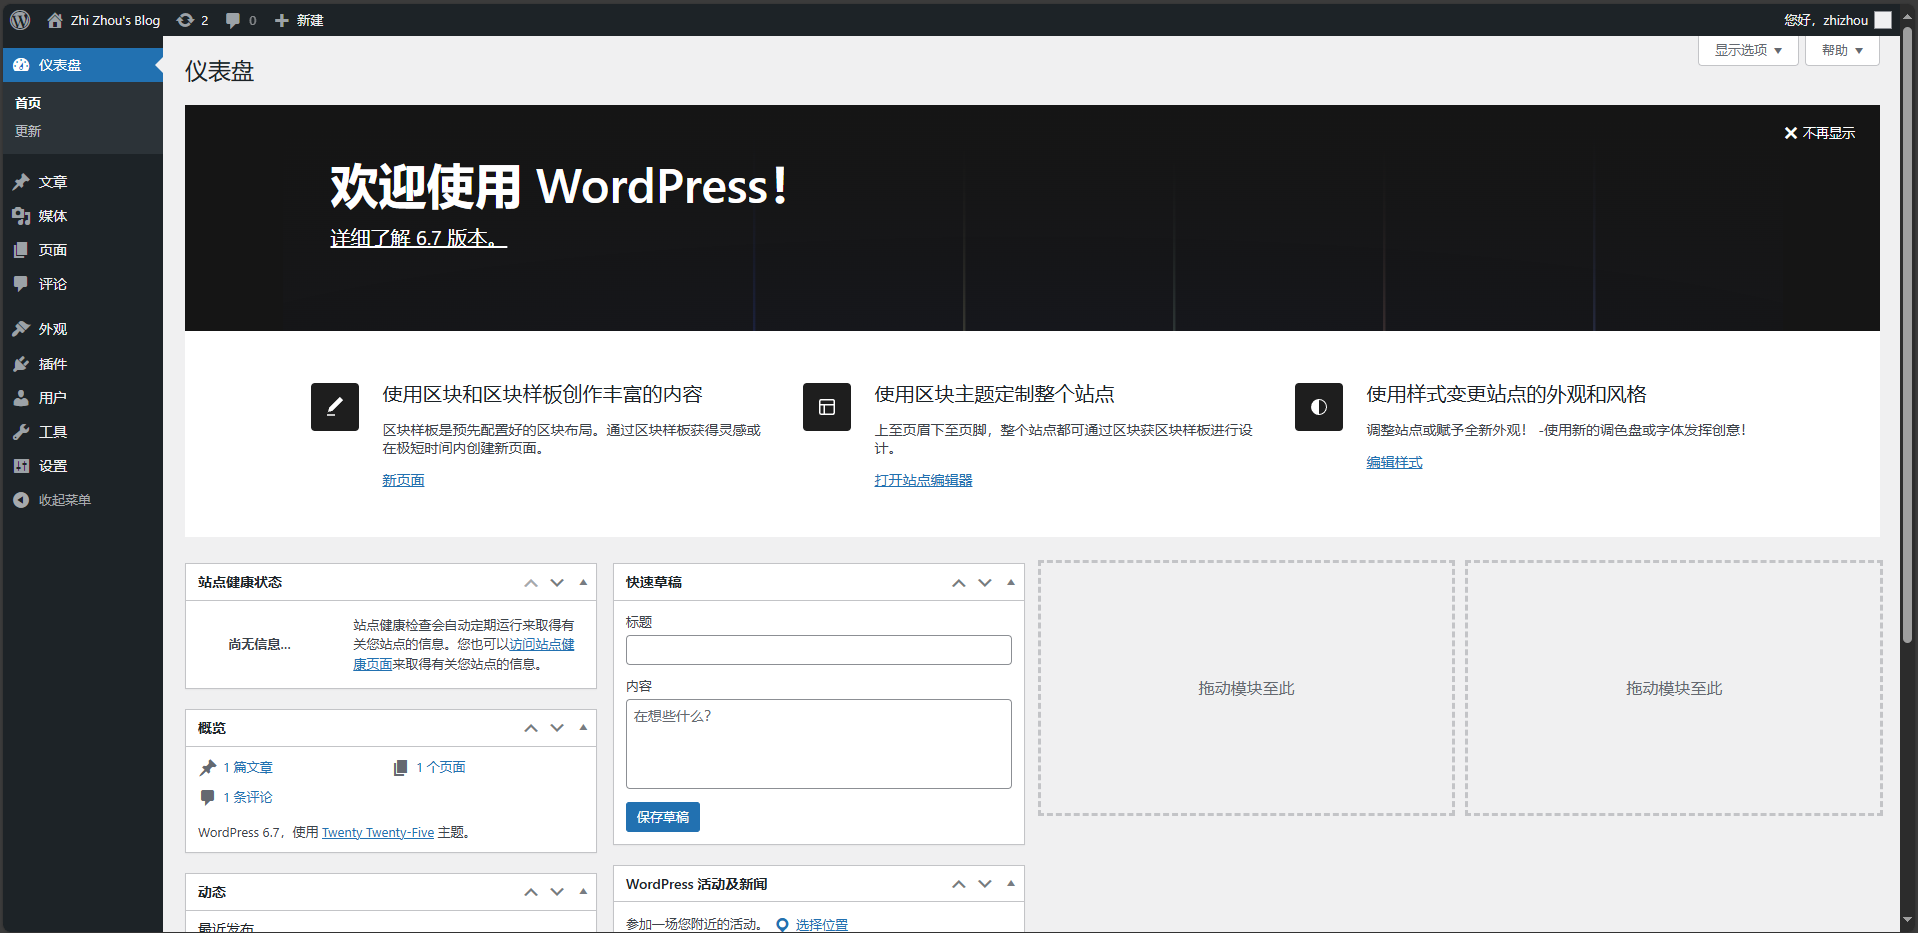 Zhi Zhou's Blog
2
0
新建
您好，zhizhou
仪表盘
首页
更新
文章
媒体
页面
评论
外观
插件
用户
工具
设置
收起菜单
显示选项
帮助
仪表盘
不再显示
欢迎使用 WordPress！
详细了解 6.7 版本。
使用区块和区块样板创作丰富的内容
区块样板是预先配置好的区块布局。通过区块样板获得灵感或
在极短时间内创建新页面。
新页面
使用区块主题定制整个站点
上至页眉下至页脚，整个站点都可通过区块获区块样板进行设
计。
打开站点编辑器
使用样式变更站点的外观和风格
调整站点或赋予全新外观！ -使用新的调色盘或字体发挥创意！
编辑样式
站点健康状态
尚无信息…
站点健康检查会自动定期运行来取得有
关您站点的信息。您也可以访问站点健
康页面来取得有关您站点的信息。
概览
1 篇文章
1 个页面
1 条评论
WordPress 6.7，使用 Twenty Twenty-Five 主题。
动态
最近发布
快速草稿
标题
内容
在想些什么？
保存草稿
WordPress 活动及新闻
参加一场您附近的活动。 选择位置
拖动模块至此
拖动模块至此